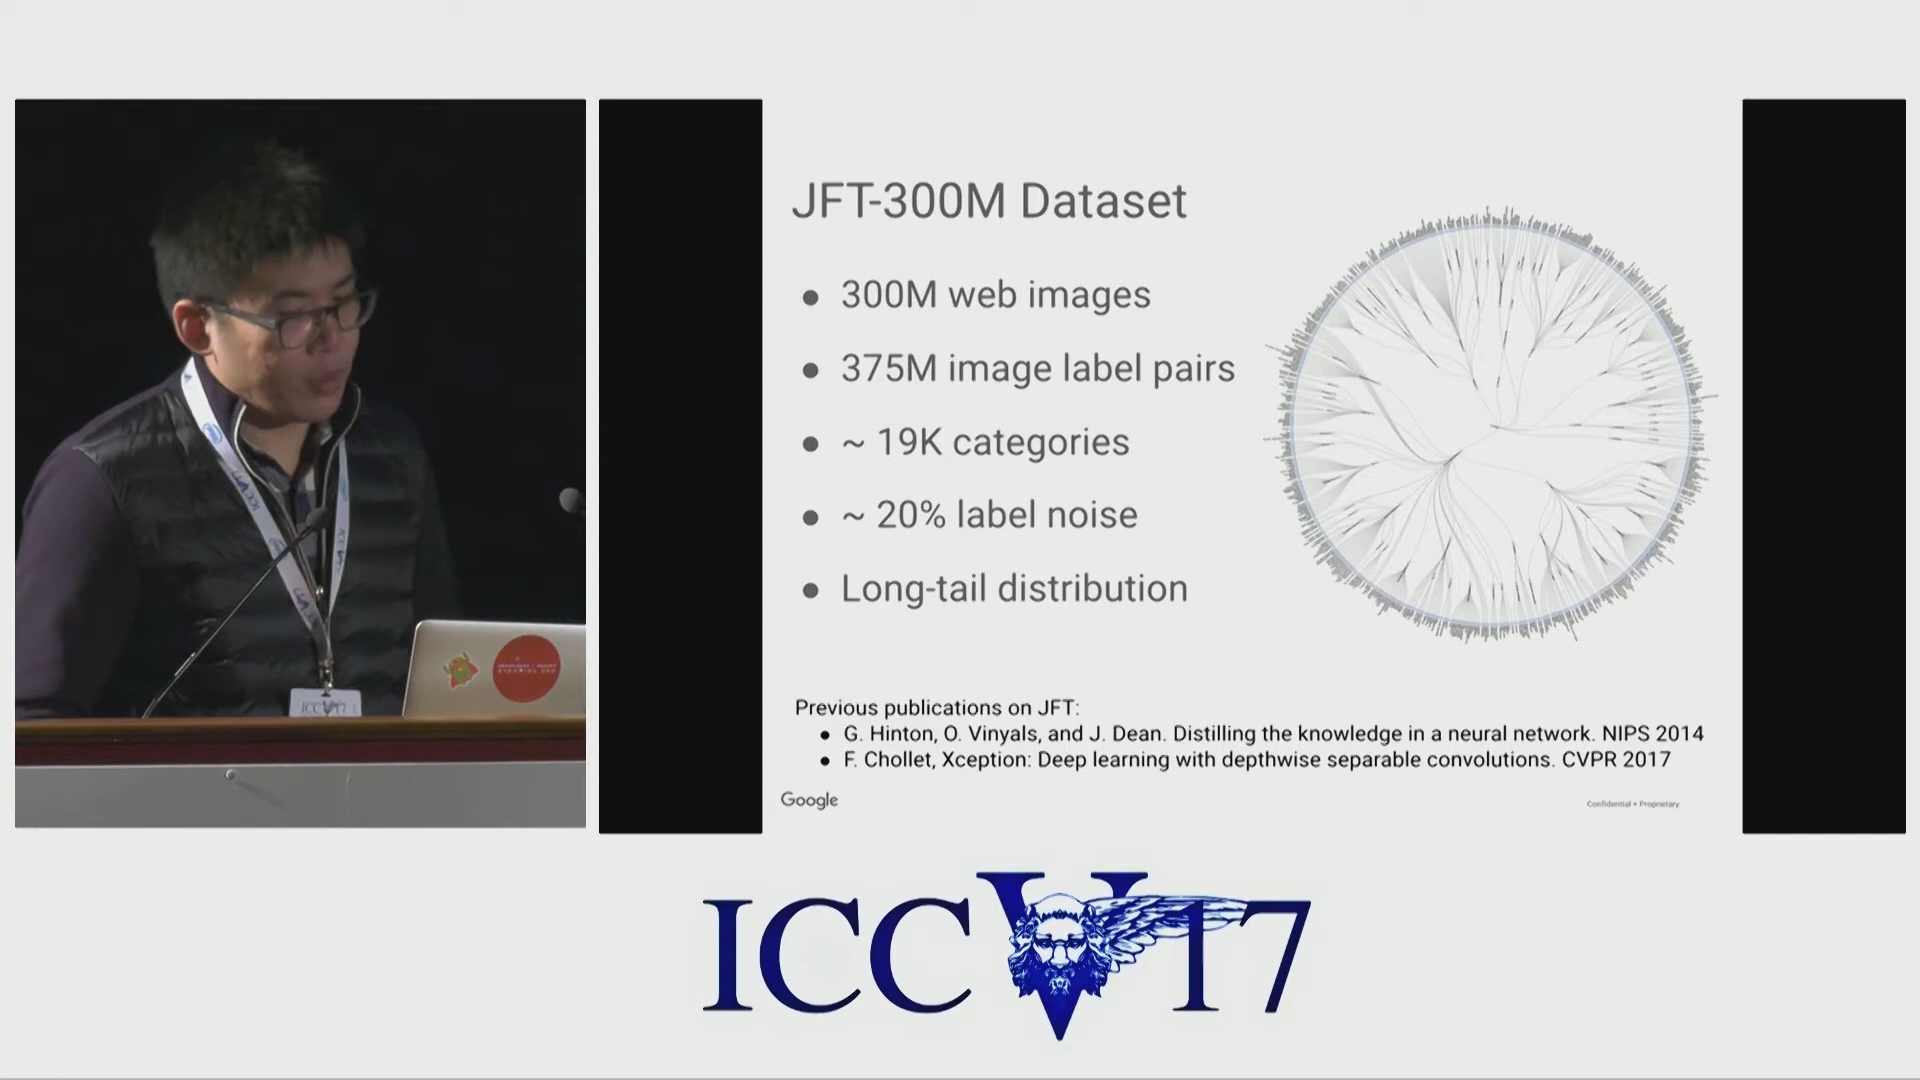 JFT-300M Dataset
● 300M web images
● 375M image label pairs
● ~ 19K categories
● ~ 20% label noise
● Long-tail distribution
Previous publications on JFT:
● G. Hinton, O. Vinyals, and J. Dean. Distilling the knowledge in a neural network. NIPS 2014
● F. Chollet, Xception: Deep learning with depthwise separable convolutions. CVPR 2017
Google
Confidential + Proprietary
ICCV17
ICCV17